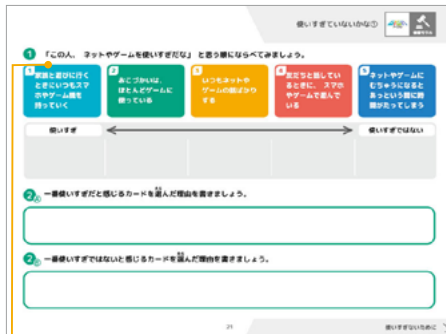 使いすぎていないかな①
1 「この人、ネットやゲームを使いすぎだな」と思う順にならべてみましょう。
1
家族と遊びに行く
ときにいつもスマ
ホやゲーム機を
持っていく
2
おこづかいは、
ほとんどゲームに
使っている
3
いつもネットや
ゲームの話ばかり
する
4
友だちと話してい
るときに、スマホ
やゲームで遊んで
いる
5
ネットやゲームに
むちゅうになると
あっという間に時
間がたってしまう
使いすぎ
使いすぎではない
2 一番使いすぎだと感じるカードを選んだ理由を書きましょう。
2 一番使いすぎではないと感じるカードを選んだ理由を書きましょう。
21
使いすぎないために